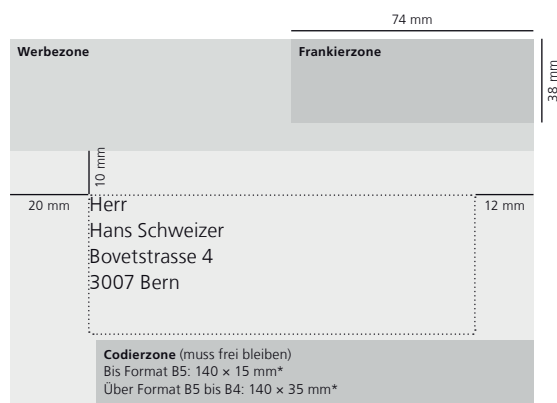 74 mm
Werbezone
Frankierzone
38 mm
10 mm
20 mm
12 mm
Herr
Hans Schweizer
Bovetstrasse 4
3007 Bern
Codierzone (muss frei bleiben)
Bis Format B5: 140 × 15 mm*
Über Format B5 bis B4: 140 × 35 mm*